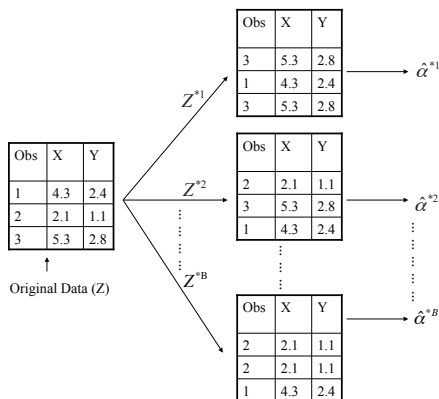 Obs X Y
3 5.3 2.8
1 4.3 2.4
3 5.3 2.8
Z*1
α̂*1
Obs X Y
1 4.3 2.4
2 2.1 1.1
3 5.3 2.8
Original Data (Z)
Z*2
Obs X Y
2 2.1 1.1
3 5.3 2.8
1 4.3 2.4
α̂*2
Z*B
Obs X Y
2 2.1 1.1
2 2.1 1.1
1 4.3 2.4
α̂*B